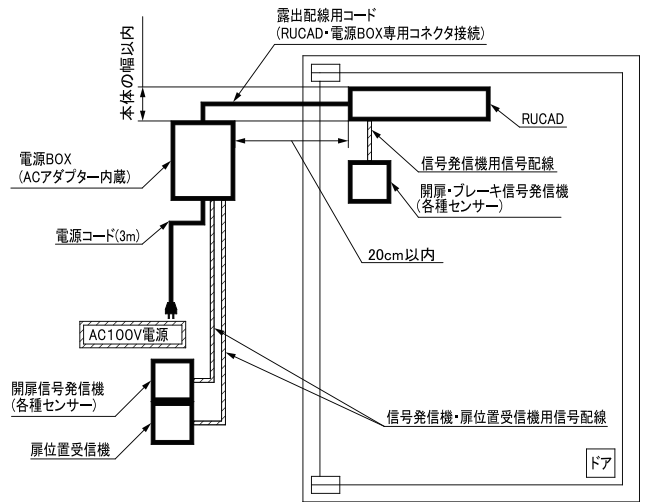 露出配線用コード
(RUCAD・電源BOX専用コネクタ接続)
本体の幅以内
RUCAD
電源BOX
(ACアダプター内蔵)
信号発信機用信号配線
開扉・ブレーキ信号発信機
(各種センサー)
電源コード(3m)
20cm以内
AC100V電源
開扉信号発信機
(各種センサー)
信号発信機・扉位置受信機用信号配線
扉位置受信機
ドア